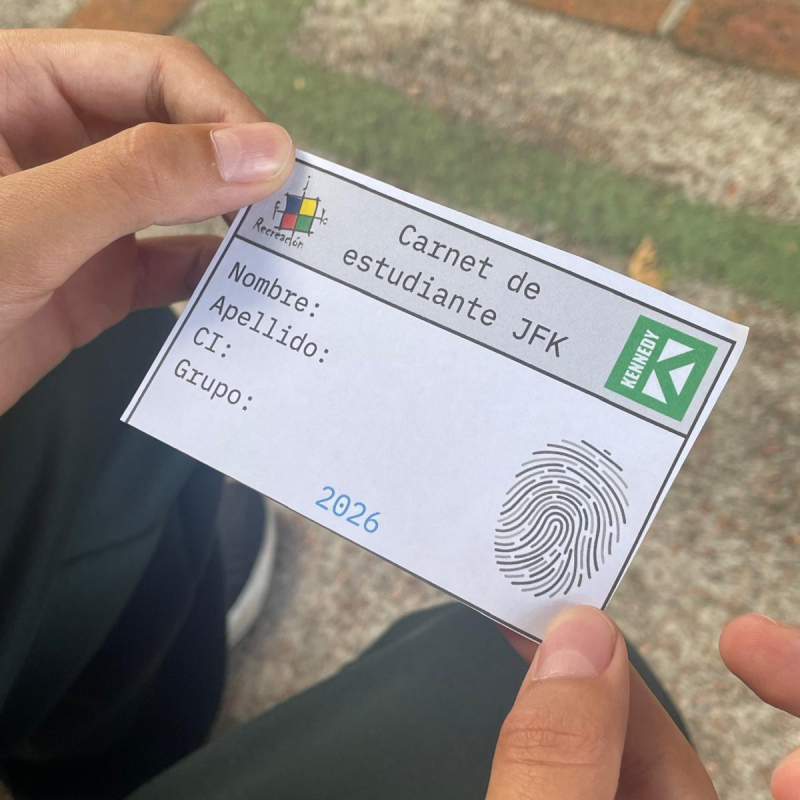 j
f k
Recreación
Carnet de
estudiante JFK
KENNEDY
Nombre:
Apellido:
CI:
Grupo:
2026